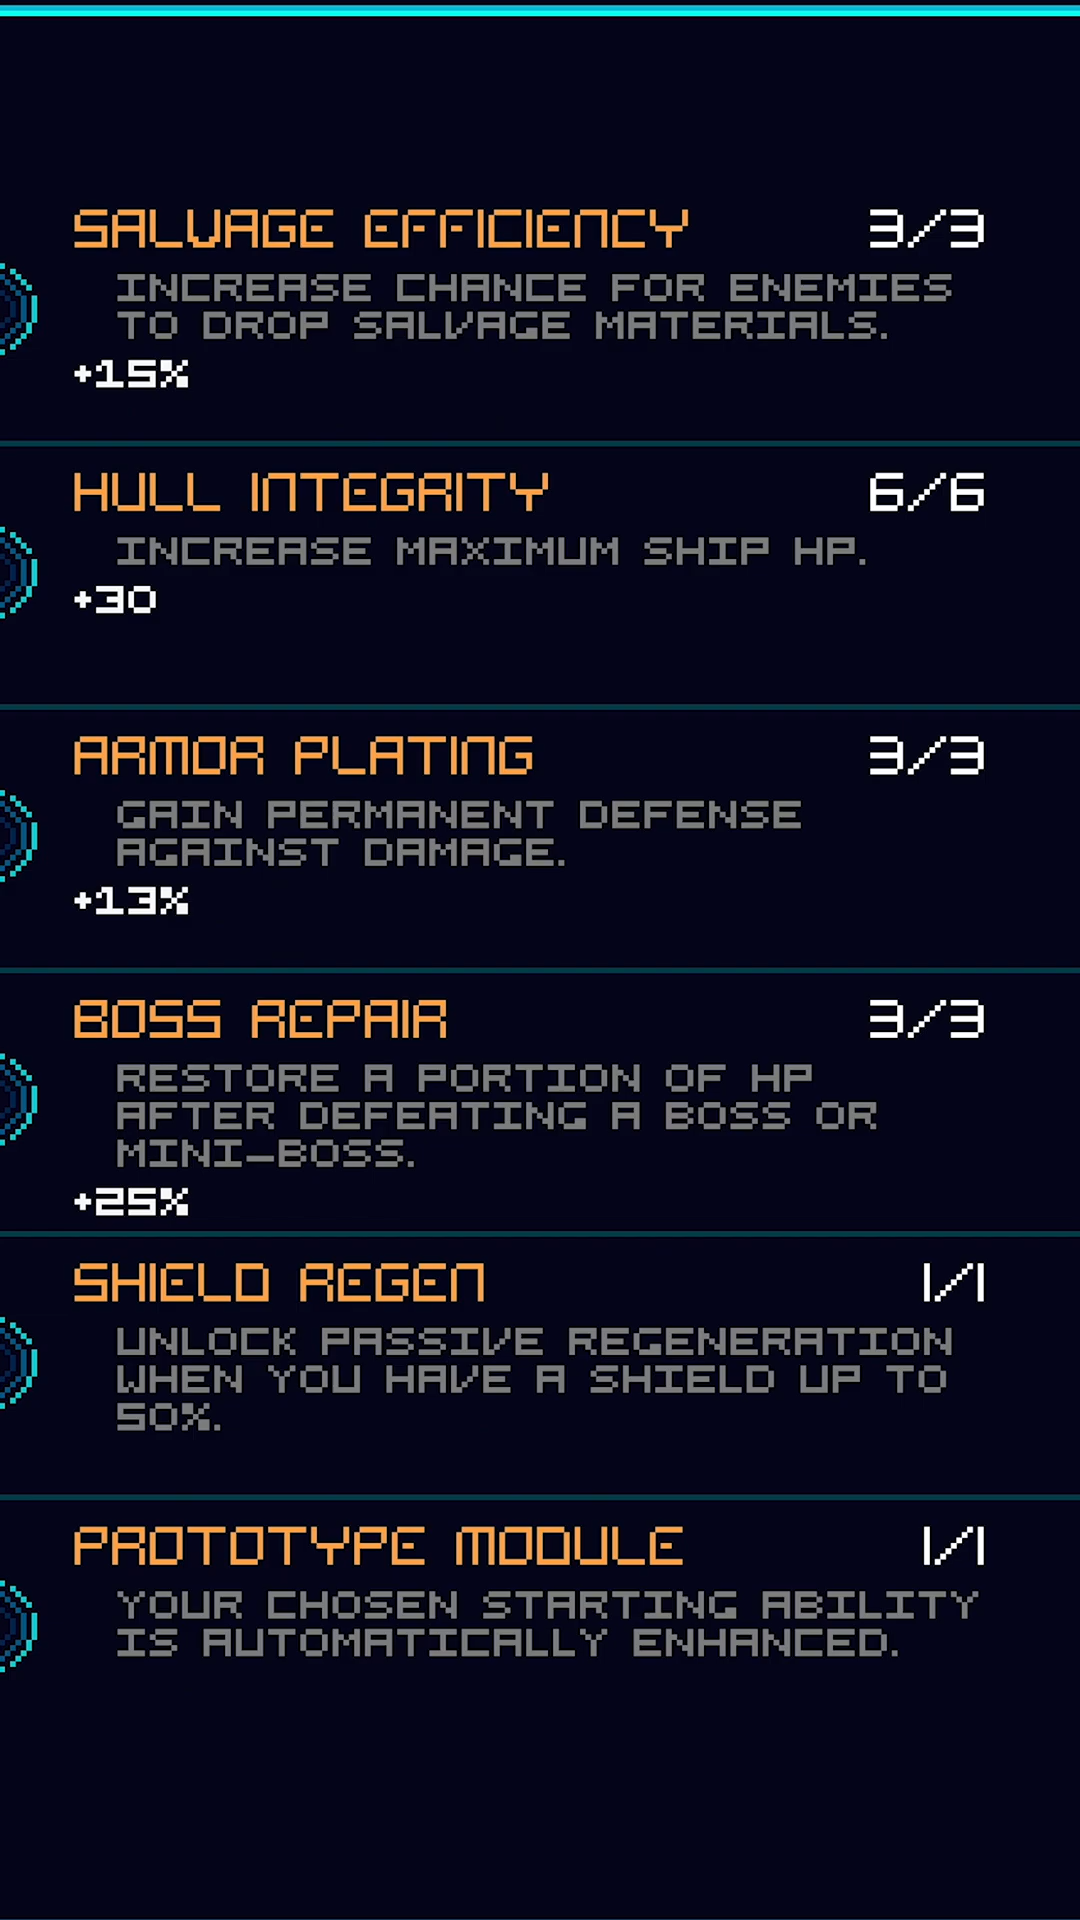 SALVAGE EFFICIENCY 3/3
INCREASE CHANCE FOR ENEMIES
TO DROP SALVAGE MATERIALS.
+15%
HULL INTEGRITY 6/6
INCREASE MAXIMUM SHIP HP.
+30
ARMOR PLATING 3/3
GAIN PERMANENT DEFENSE
AGAINST DAMAGE.
+13%
BOSS REPAIR 3/3
RESTORE A PORTION OF HP
AFTER DEFEATING A BOSS OR
MINI-BOSS.
+25%
SHIELD REGEN 1/1
UNLOCK PASSIVE REGENERATION
WHEN YOU HAVE A SHIELD UP TO
50%.
PROTOTYPE MODULE 1/1
YOUR CHOSEN STARTING ABILITY
IS AUTOMATICALLY ENHANCED.